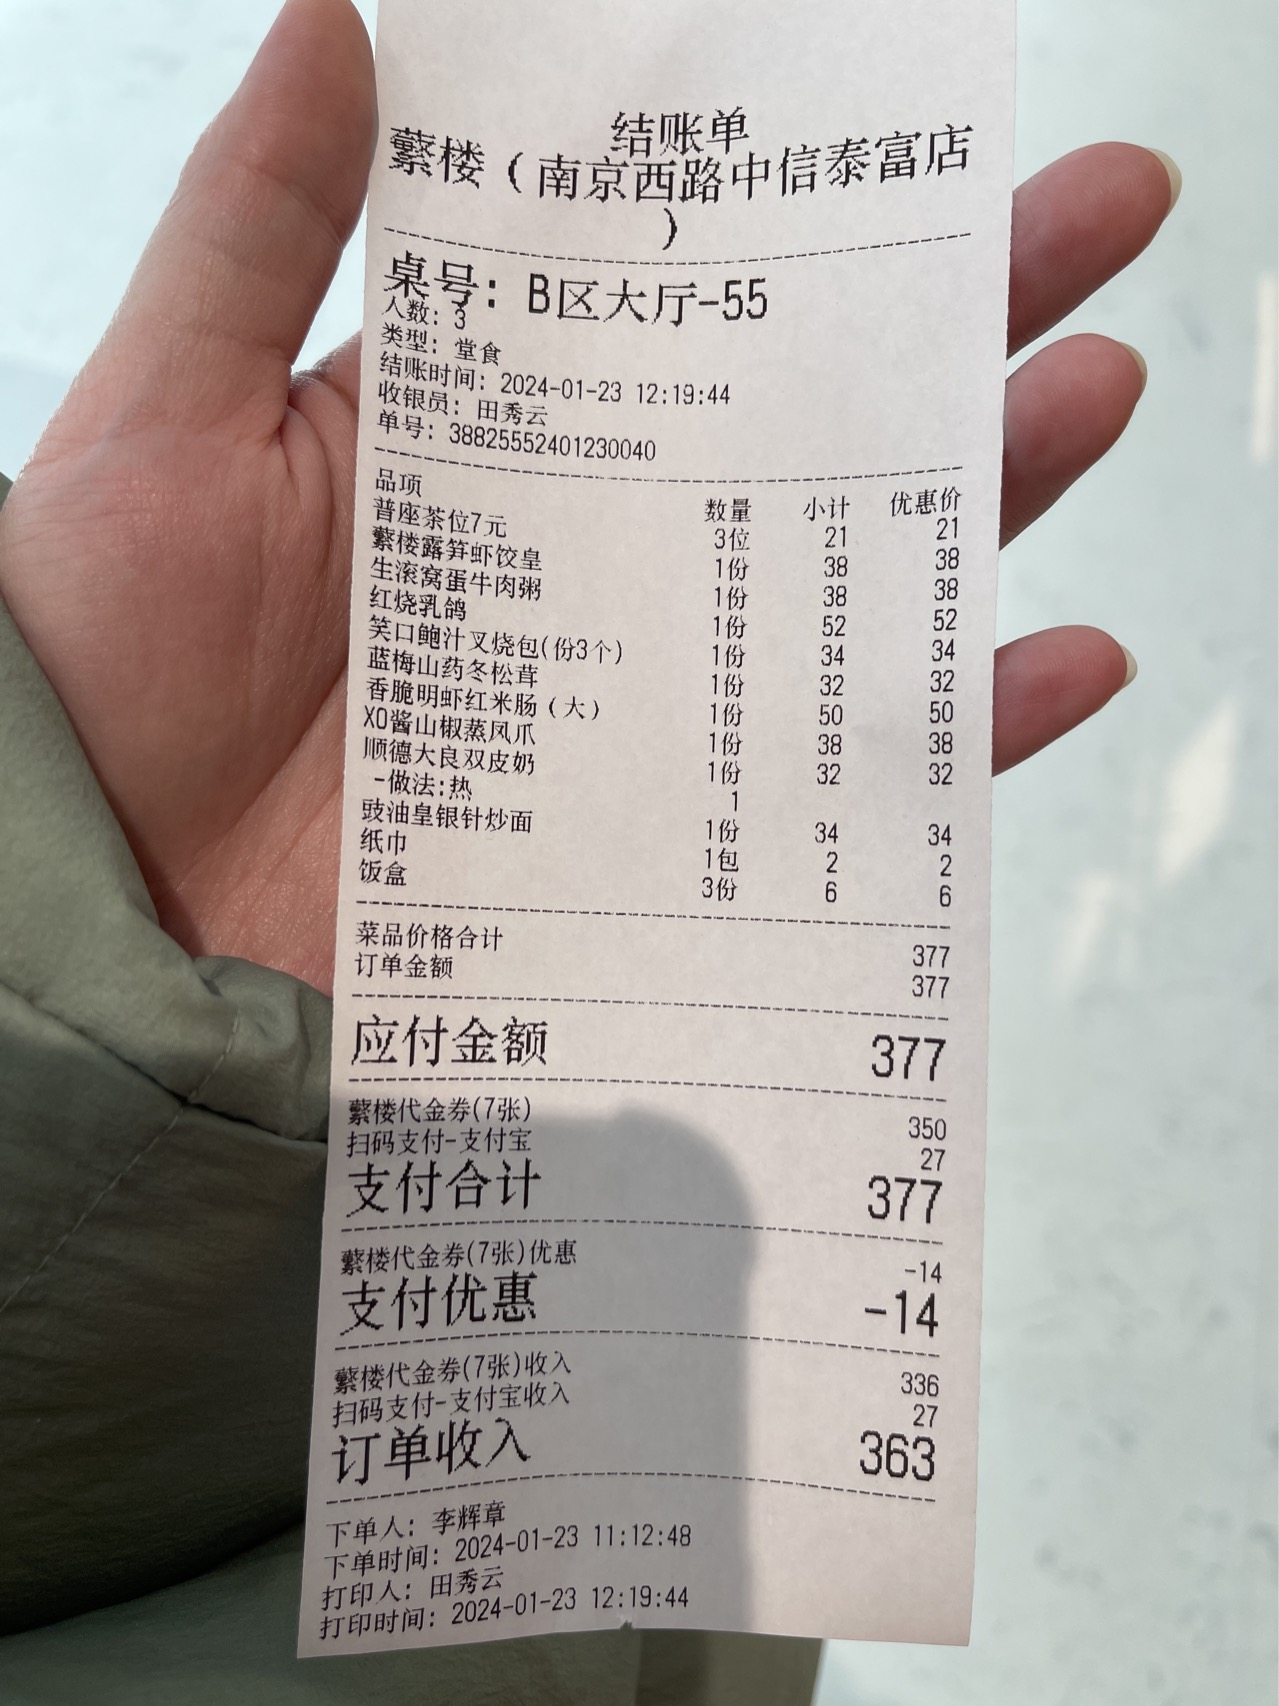 结账单
蘩楼（南京西路中信泰富店
）
桌号：B区大厅-55
人数：3
类型：堂食
结账时间：2024-01-23 12:19:44
收银员：田秀云
单号：38825552401230040
品项 数量 小计 优惠价
普座茶位7元 3位 21 21
蘩楼露笋虾饺皇 1份 38 38
生滚窝蛋牛肉粥 1份 38 38
红烧乳鸽 1份 52 52
笑口鲍汁叉烧包(份3个) 1份 34 34
蓝梅山药冬松茸 1份 32 32
香脆明虾红米肠（大） 1份 50 50
XO酱山椒蒸凤爪 1份 38 38
顺德大良双皮奶 1份 32 32
-做法:热 1
豉油皇银针炒面 1份 34 34
纸巾 1包 2 2
饭盒 3份 6 6
菜品价格合计 377
订单金额 377
应付金额 377
蘩楼代金券(7张) 350
扫码支付-支付宝 27
支付合计 377
蘩楼代金券(7张)优惠 -14
支付优惠 -14
蘩楼代金券(7张)收入 336
扫码支付-支付宝收入 27
订单收入 363
下单人：李辉章
下单时间：2024-01-23 11:12:48
打印人：田秀云
打印时间：2024-01-23 12:19:44